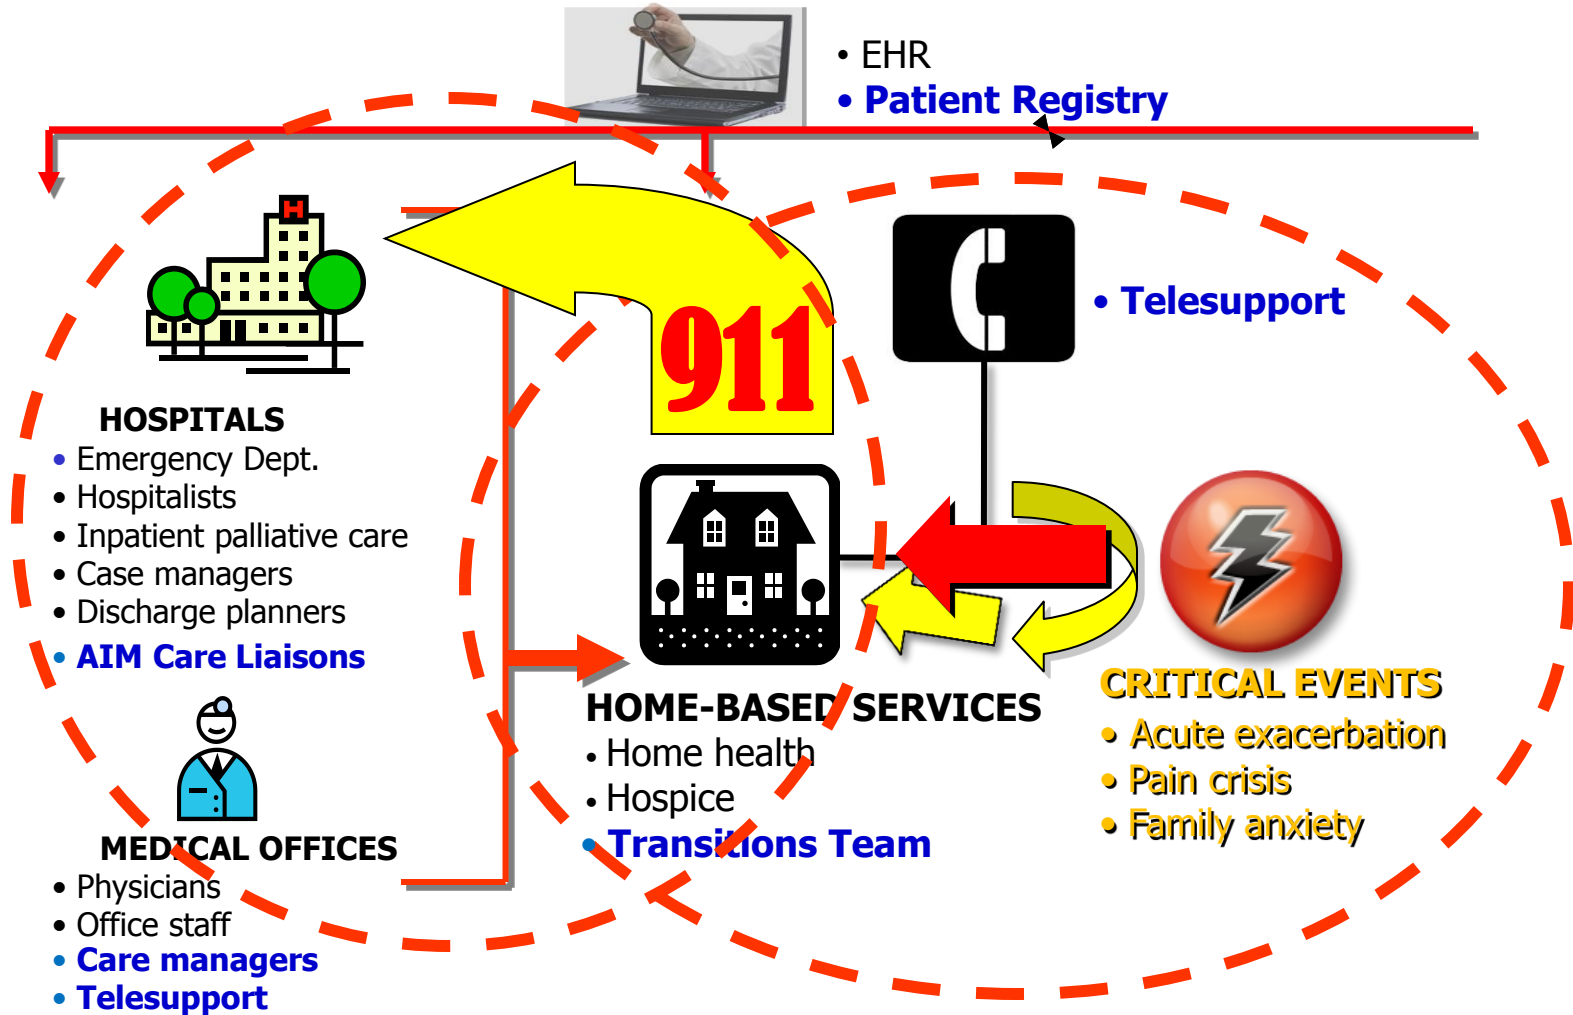 • EHR
• Patient Registry
H
911
• Telesupport
HOSPITALS
• Emergency Dept.
• Hospitalists
• Inpatient palliative care
• Case managers
• Discharge planners
• AIM Care Liaisons
MEDICAL OFFICES
• Physicians
• Office staff
• Care managers
• Telesupport
HOME-BASED SERVICES
• Home health
• Hospice
• Transitions Team
CRITICAL EVENTS
• Acute exacerbation
• Pain crisis
• Family anxiety